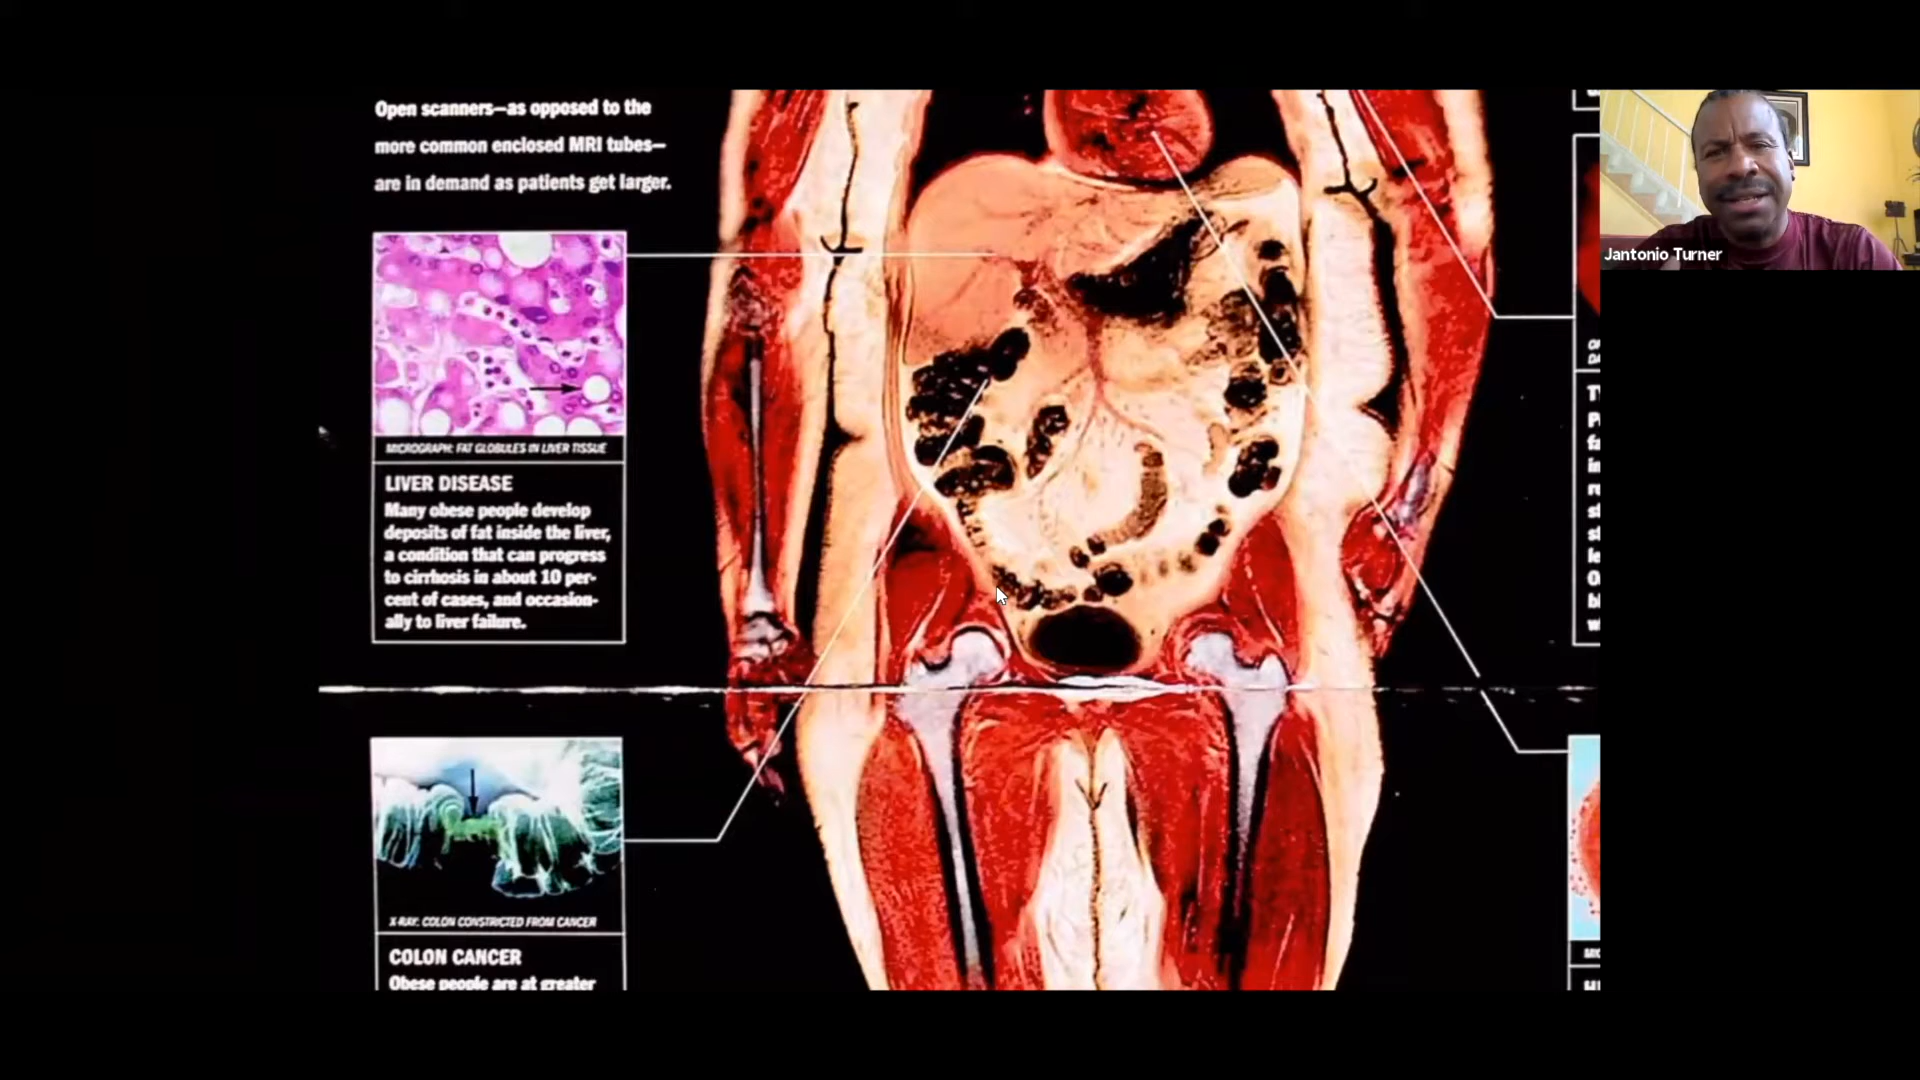 Open scanners—as opposed to the
more common enclosed MRI tubes—
are in demand as patients get larger.
MICROGRAPH: FAT GLOBULES IN LIVER TISSUE
LIVER DISEASE
Many obese people develop
deposits of fat inside the liver,
a condition that can progress
to cirrhosis in about 10 per-
cent of cases, and occasion-
ally to liver failure.
X-RAY: COLON CONSTRICTED FROM CANCER
COLON CANCER
Obese people are at greater
Jantonio Turner